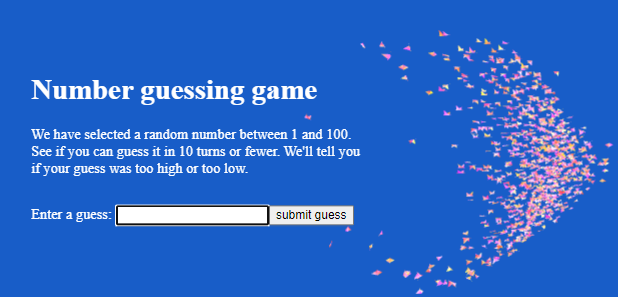 Number guessing game
We have selected a random number between 1 and 100.
See if you can guess it in 10 turns or fewer. We'll tell you
if your guess was too high or too low.
Enter a guess: submit guess